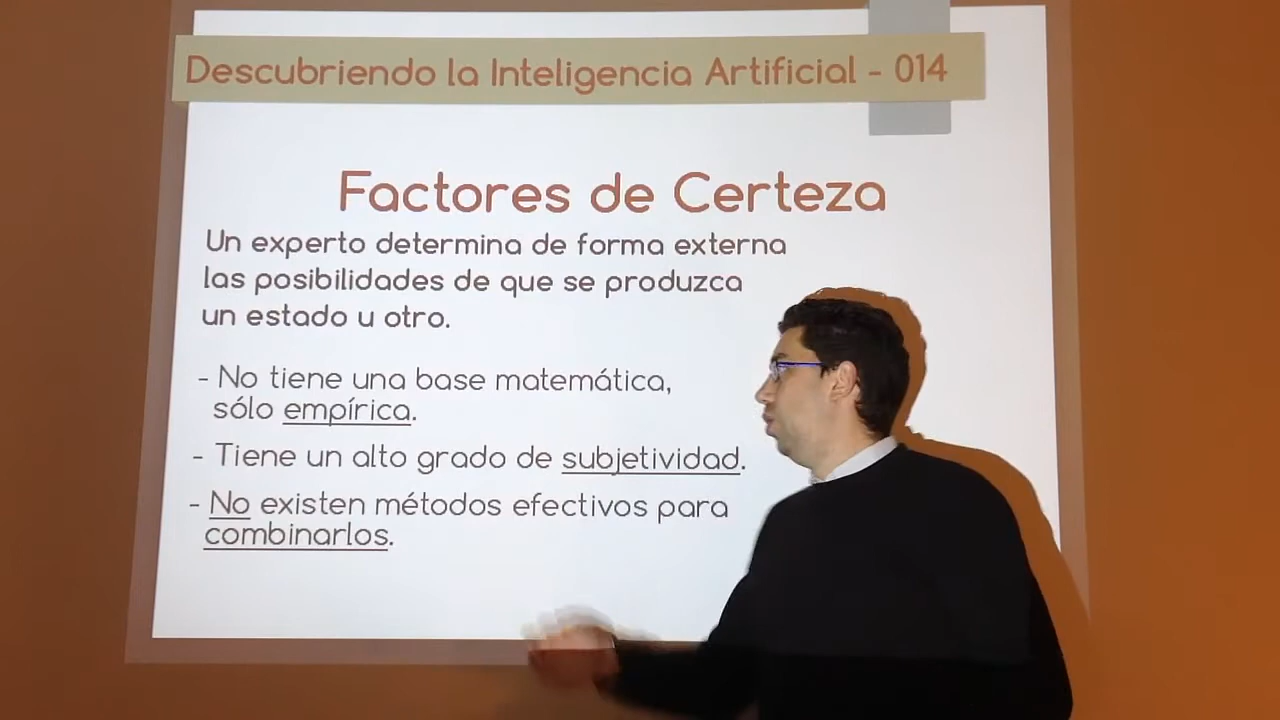 Descubriendo la Inteligencia Artificial - 014
Factores de Certeza
Un experto determina de forma externa
las posibilidades de que se produzca
un estado u otro.
- No tiene una base matemática,
sólo empírica.
- Tiene un alto grado de subjetividad.
- No existen métodos efectivos para
combinarlos.